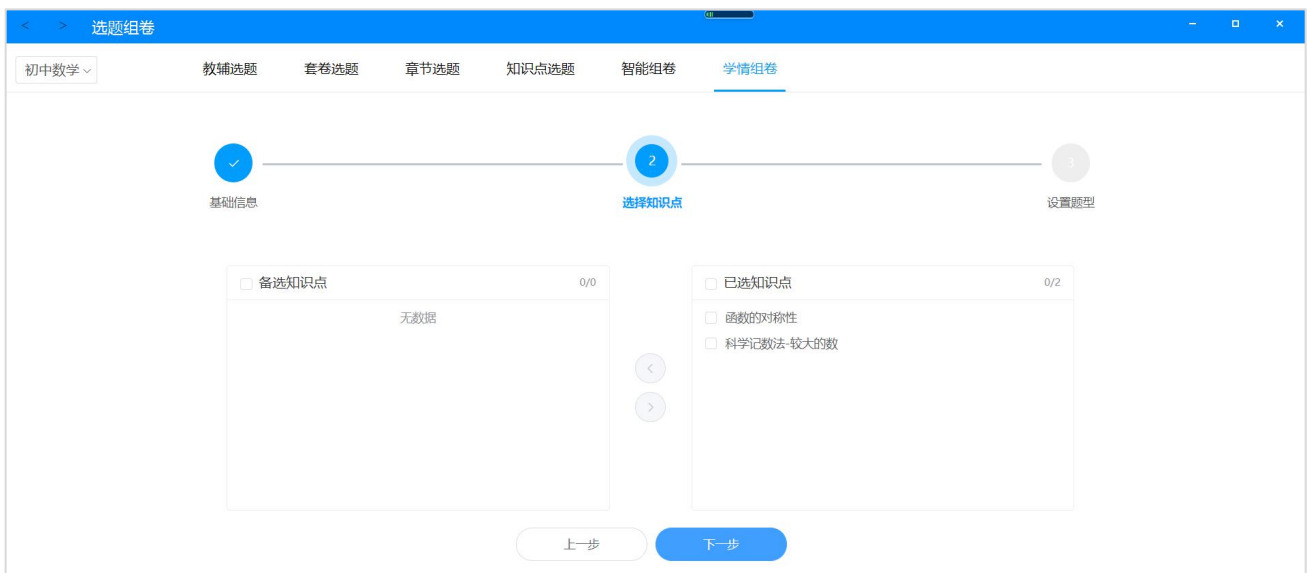 选题组卷
初中数学
教辅选题 套卷选题 章节选题 知识点选题 智能组卷 学情组卷
2 3
基础信息 选择知识点 设置题型
备选知识点 0/0
无数据
已选知识点 0/2
函数的对称性
科学记数法-较大的数
上一步 下一步